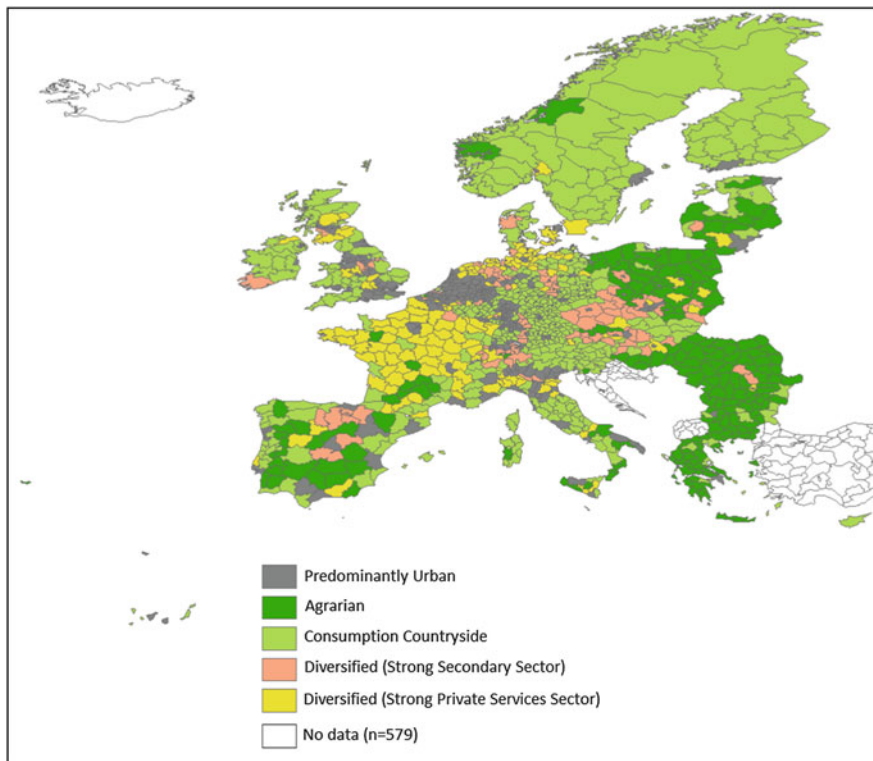 Predominantly Urban
Agrarian
Consumption Countryside
Diversified (Strong Secondary Sector)
Diversified (Strong Private Services Sector)
No data (n=579)